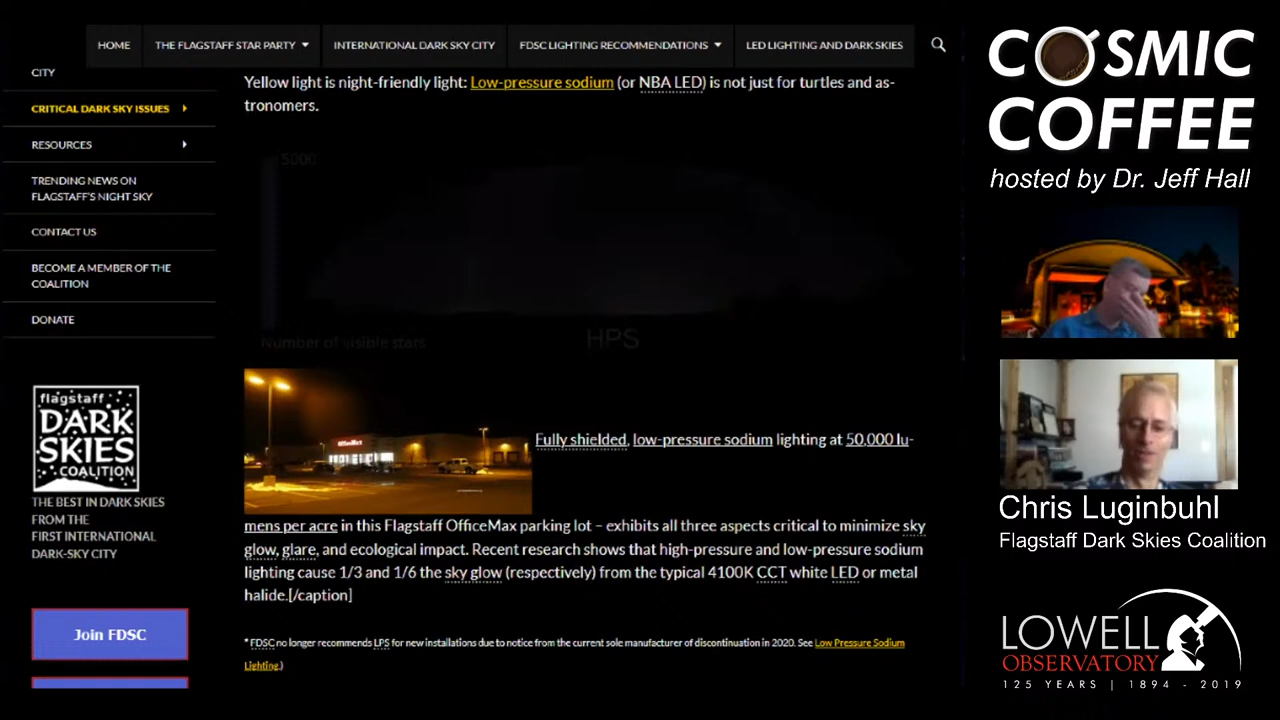 HOME
THE FLAGSTAFF STAR PARTY
INTERNATIONAL DARK SKY CITY
FDSC LIGHTING RECOMMENDATIONS
LED LIGHTING AND DARK SKIES
CITY
CRITICAL DARK SKY ISSUES
RESOURCES
TRENDING NEWS ON
FLAGSTAFF'S NIGHT SKY
CONTACT US
BECOME A MEMBER OF THE
COALITION
DONATE
flagstaff
DARK
SKIES
COALITION
THE BEST IN DARK SKIES
FROM THE
FIRST INTERNATIONAL
DARK-SKY CITY
Join FDSC
Yellow light is night-friendly light: Low-pressure sodium (or NBA LED) is not just for turtles and as-
tronomers.
5000
Number of visible stars
HPS
OfficeMax
Fully shielded, low-pressure sodium lighting at 50,000 lu-
mens per acre in this Flagstaff OfficeMax parking lot – exhibits all three aspects critical to minimize sky
glow, glare, and ecological impact. Recent research shows that high-pressure and low-pressure sodium
lighting cause 1/3 and 1/6 the sky glow (respectively) from the typical 4100K CCT white LED or metal
halide.[/caption]
* FDSC no longer recommends LPS for new installations due to notice from the current sole manufacturer of discontinuation in 2020. See Low Pressure Sodium
Lighting.)
COSMIC
COFFEE
hosted by Dr. Jeff Hall
Chris Luginbuhl
Flagstaff Dark Skies Coalition
LOWELL
OBSERVATORY
125 YEARS | 1894 - 2019